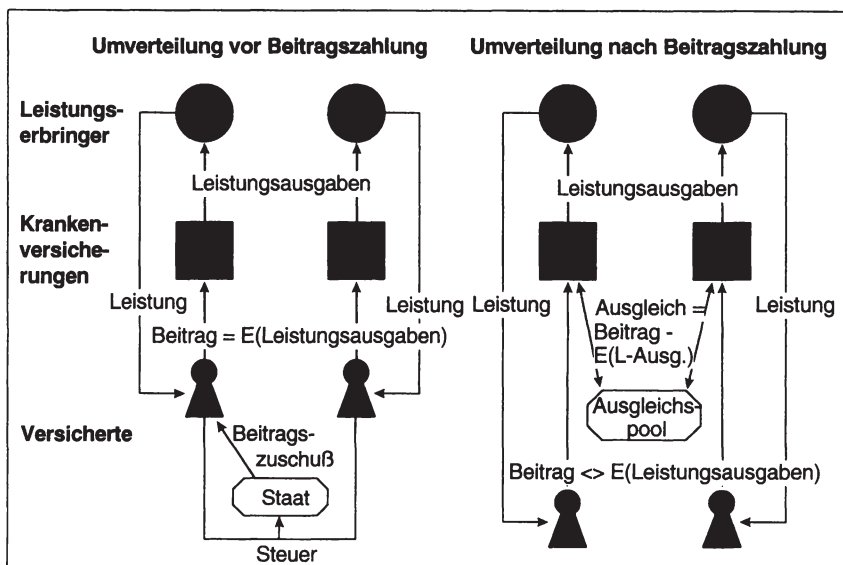 Umverteilung vor Beitragszahlung
Umverteilung nach Beitragszahlung
Leistungs-
erbringer
Leistungsausgaben
Leistungsausgaben
Kranken-
versiche-
rungen
Leistung
Leistung
Leistung
Ausgleich =
Beitrag -
E(L-Ausg.)
Leistung
Beitrag = E(Leistungsausgaben)
Ausgleichs-
pool
Versicherte
Beitrags-
zuschuß
Staat
Steuer
Beitrag <> E(Leistungsausgaben)